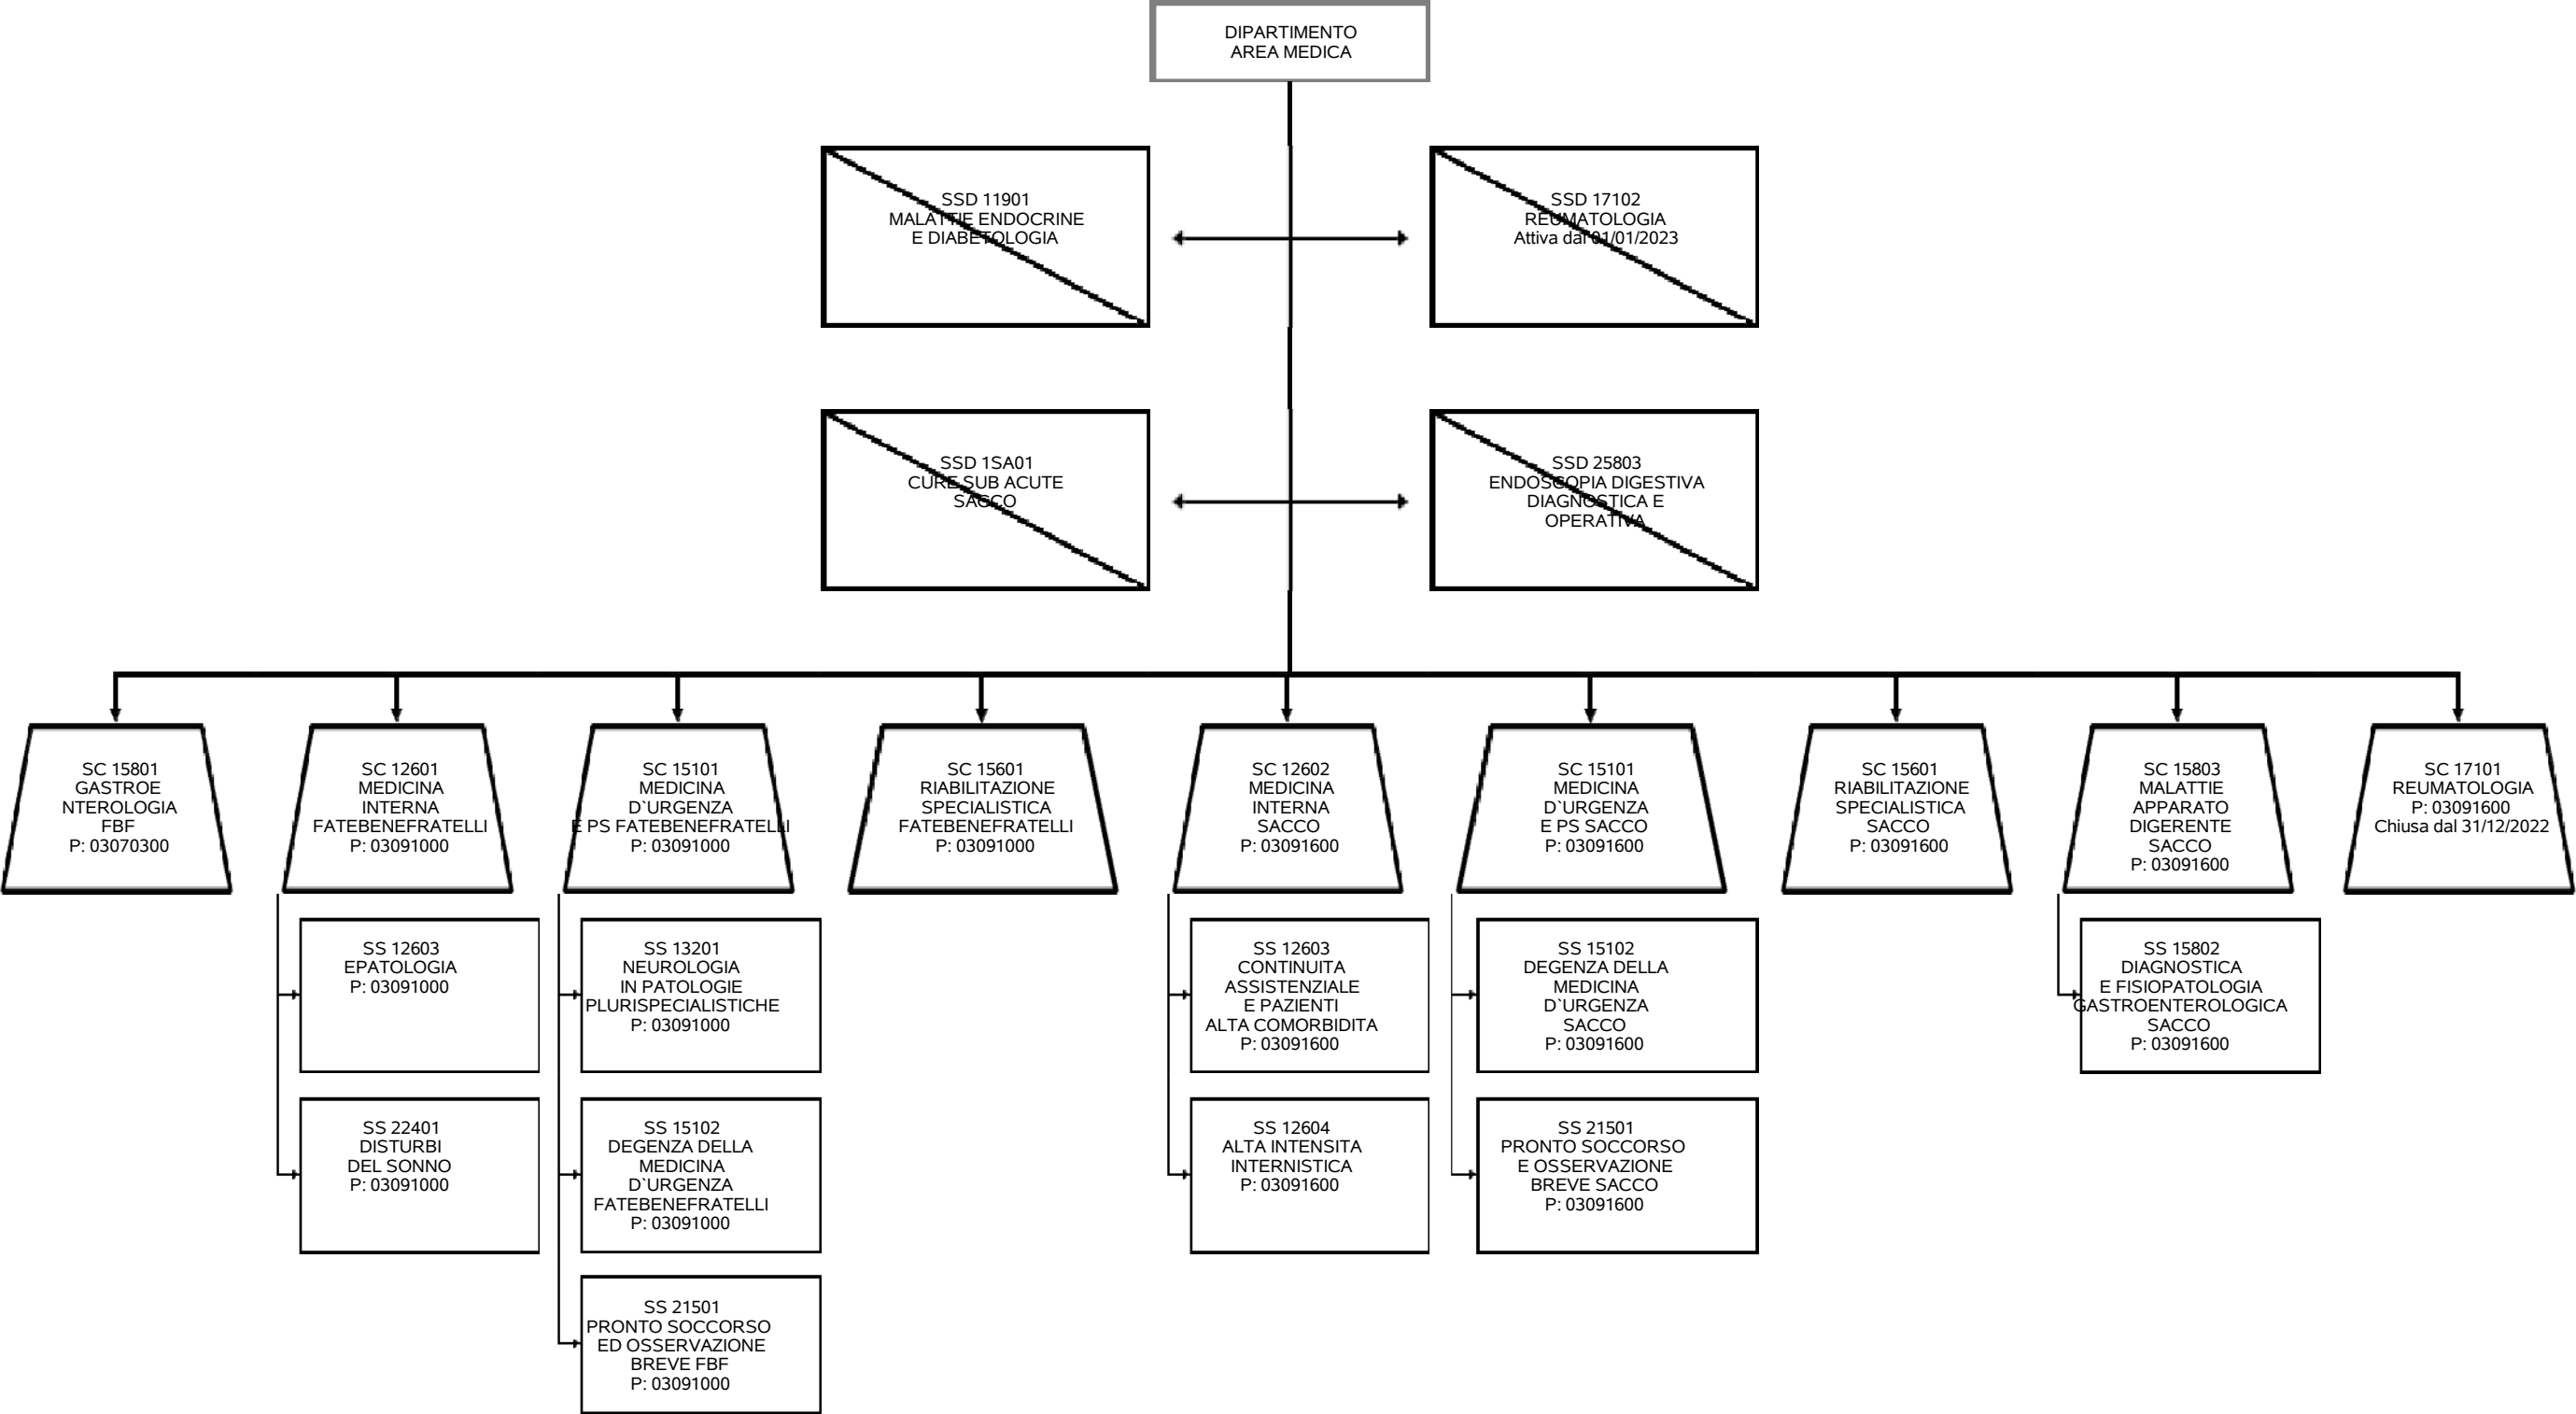 DIPARTIMENTO
AREA MEDICA
SSD 11901
MALATTIE ENDOCRINE
E DIABETOLOGIA
SSD 17102
REUMATOLOGIA
Attiva dal 01/01/2023
SSD 1SA01
CURE SUB ACUTE
SACCO
SSD 25803
ENDOSCOPIA DIGESTIVA
DIAGNOSTICA E
OPERATIVA
SC 15801
GASTROE
NTEROLOGIA
FBF
P: 03070300
SC 12601
MEDICINA
INTERNA
FATEBENEFRATELLI
P: 03091000
SC 15101
MEDICINA
D`URGENZA
E PS FATEBENEFRATELLI
P: 03091000
SC 15601
RIABILITAZIONE
SPECIALISTICA
FATEBENEFRATELLI
P: 03091000
SC 12602
MEDICINA
INTERNA
SACCO
P: 03091600
SC 15101
MEDICINA
D`URGENZA
E PS SACCO
P: 03091600
SC 15601
RIABILITAZIONE
SPECIALISTICA
SACCO
P: 03091600
SC 15803
MALATTIE
APPARATO
DIGERENTE
SACCO
P: 03091600
SC 17101
REUMATOLOGIA
P: 03091600
Chiusa dal 31/12/2022
SS 12603
EPATOLOGIA
P: 03091000
SS 13201
NEUROLOGIA
IN PATOLOGIE
PLURISPECIALISTICHE
P: 03091000
SS 12603
CONTINUITA
ASSISTENZIALE
E PAZIENTI
ALTA COMORBIDITA
P: 03091600
SS 15102
DEGENZA DELLA
MEDICINA
D`URGENZA
SACCO
P: 03091600
SS 15802
DIAGNOSTICA
E FISIOPATOLOGIA
GASTROENTEROLOGICA
SACCO
P: 03091600
SS 22401
DISTURBI
DEL SONNO
P: 03091000
SS 15102
DEGENZA DELLA
MEDICINA
D`URGENZA
FATEBENEFRATELLI
P: 03091000
SS 12604
ALTA INTENSITA
INTERNISTICA
P: 03091600
SS 21501
PRONTO SOCCORSO
E OSSERVAZIONE
BREVE SACCO
P: 03091600
SS 21501
PRONTO SOCCORSO
ED OSSERVAZIONE
BREVE FBF
P: 03091000